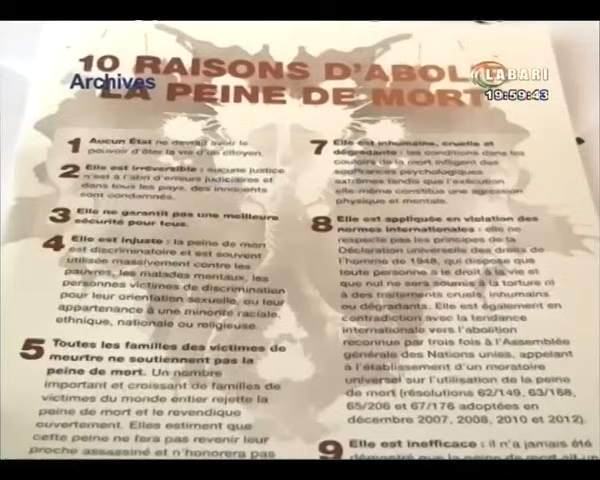 10 RAISONS D'ABOL
LA PEINE DE MORT
Archives
LABARI
19:59:43
1 Aucun État ne devrait avoir le
pouvoir d'ôter la vie d'un citoyen.
2 Elle est irréversible : aucune justice
n'est à l'abri d'erreurs judiciaires et
dans tous les pays, des innocents
sont condamnés.
3 Elle ne garantit pas une meilleure
sécurité pour tous.
4 Elle est injuste : la peine de mort
est discriminatoire et est souvent
utilisée massivement contre les
pauvres, les malades mentaux, les
personnes victimes de discrimination
pour leur orientation sexuelle, ou leur
appartenance à une minorité raciale,
ethnique, nationale ou religieuse.
5 Toutes les familles des victimes de
meurtre ne soutiennent pas la
peine de mort. Un nombre
important et croissant de familles de
victimes du monde entier rejette la
peine de mort et le revendique
ouvertement. Elles estiment que
cette peine ne fera pas revenir leur
proche assassiné et n'honorera pas
7 Elle est inhumaine, cruelle et
dégradante : les conditions dans les
couloirs de la mort infligent des
souffrances psychologiques
extrêmes tandis que l'exécution
elle-même constitue une agression
physique et mentale.
8 Elle est appliquée en violation des
normes internationales : elle ne
respecte pas les principes de la
Déclaration universelle des droits de
l'homme de 1948, qui dispose que
toute personne a le droit à la vie et
que nul ne sera soumis à la torture ni
à des traitements cruels, inhumains
ou dégradants. Elle est également en
contradiction avec la tendance
internationale vers l'abolition
reconnue par trois fois à l'Assemblée
générale des Nations unies, appelant
à l'établissement d'un moratoire
universel sur l'utilisation de la peine
de mort (résolutions 62/149, 63/168,
65/206 et 67/176 adoptées en
décembre 2007, 2008, 2010 et 2012).
9 Elle est inefficace : il n'a jamais été
démontré que la peine de mort ait un